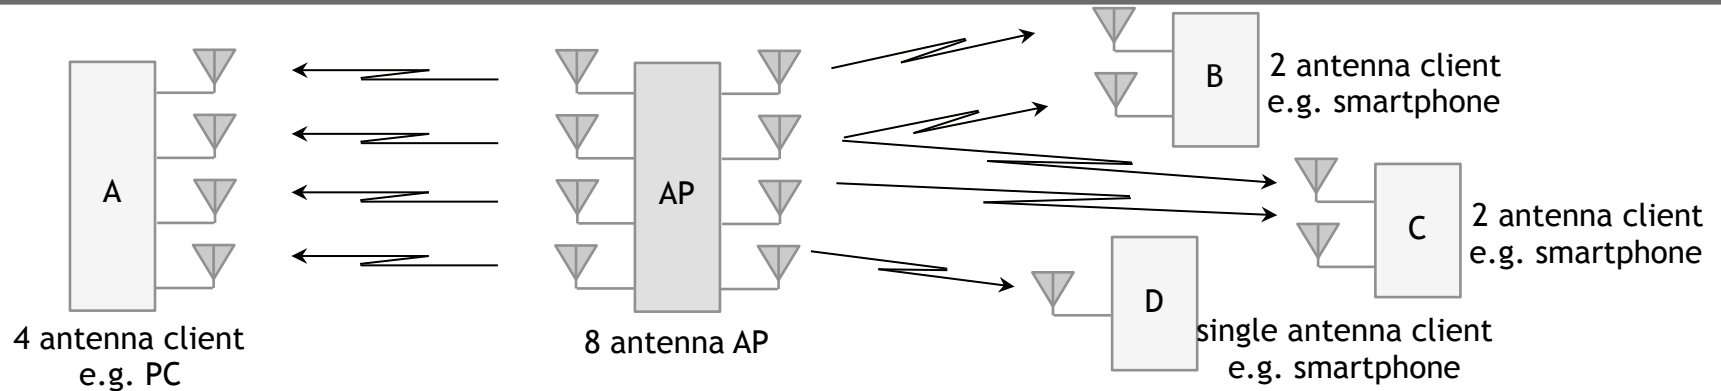 A
4 antenna client
e.g. PC
AP
8 antenna AP
B
2 antenna client
e.g. smartphone
C
2 antenna client
e.g. smartphone
D
single antenna client
e.g. smartphone